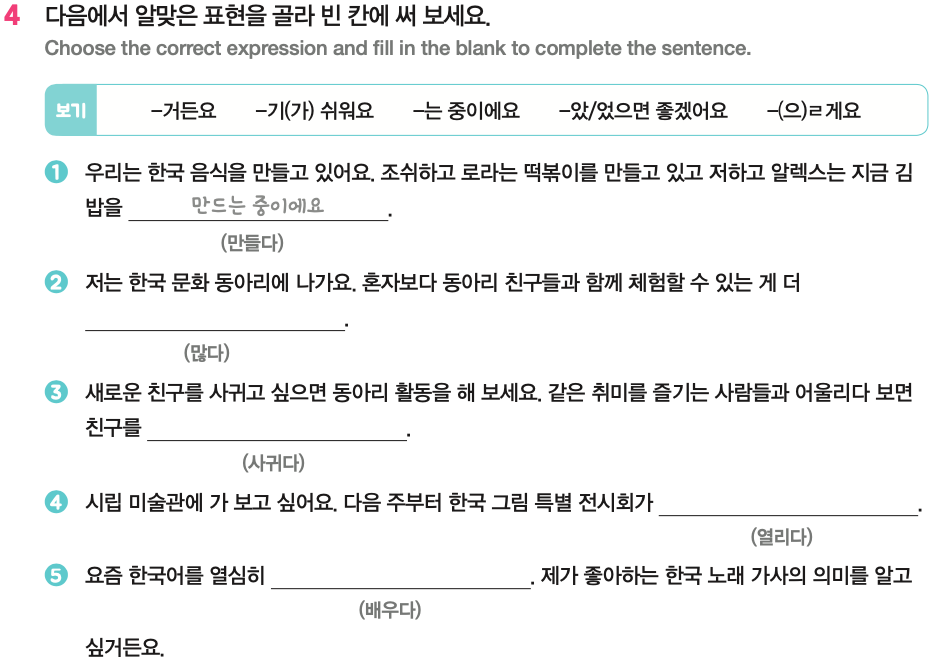 4 다음에서 알맞은 표현을 골라 빈 칸에 써 보세요.
Choose the correct expression and fill in the blank to complete the sentence.
보기 –거든요 –기(가) 쉬워요 –는 중이에요 –았/었으면 좋겠어요 –(으)ㄹ게요
1 우리는 한국 음식을 만들고 있어요. 조쉬하고 로라는 떡볶이를 만들고 있고 저하고 알렉스는 지금 김
밥을 만드는 중이에요.
(만들다)
2 저는 한국 문화 동아리에 나가요. 혼자보다 동아리 친구들과 함께 체험할 수 있는 게 더
.
(많다)
3 새로운 친구를 사귀고 싶으면 동아리 활동을 해 보세요. 같은 취미를 즐기는 사람들과 어울리다 보면
친구를 .
(사귀다)
4 시립 미술관에 가 보고 싶어요. 다음 주부터 한국 그림 특별 전시회가 .
(열리다)
5 요즘 한국어를 열심히 . 제가 좋아하는 한국 노래 가사의 의미를 알고
(배우다)
싶거든요.